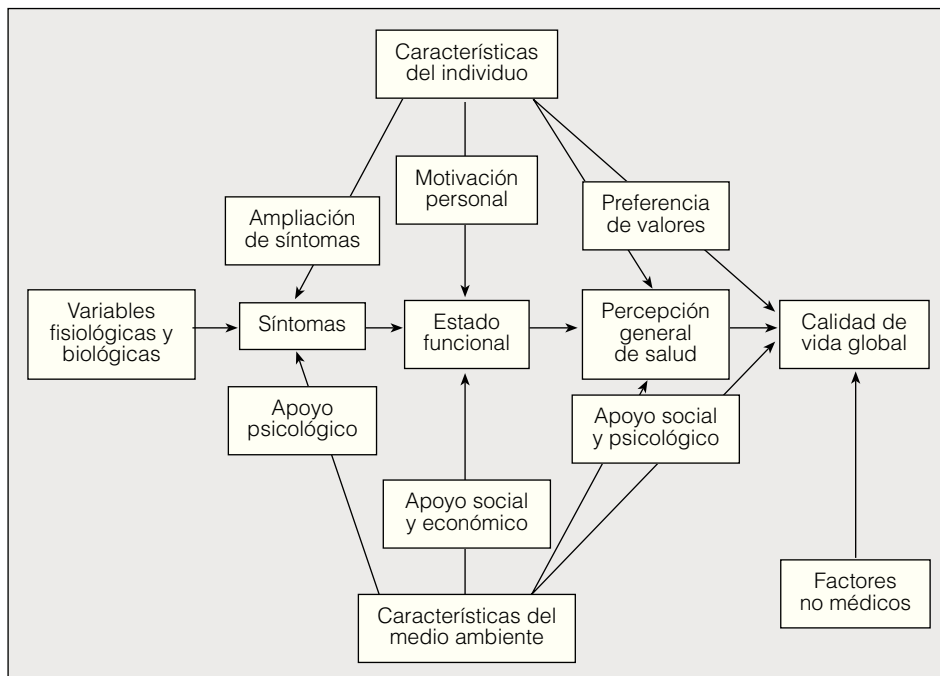 Características
del individuo
Motivación
personal
Ampliación
de síntomas
Preferencia
de valores
Variables
fisiológicas y
biológicas
Síntomas
Estado
funcional
Percepción
general
de salud
Calidad de
vida global
Apoyo
psicológico
Apoyo social
y psicológico
Apoyo social
y económico
Factores
no médicos
Características del
medio ambiente